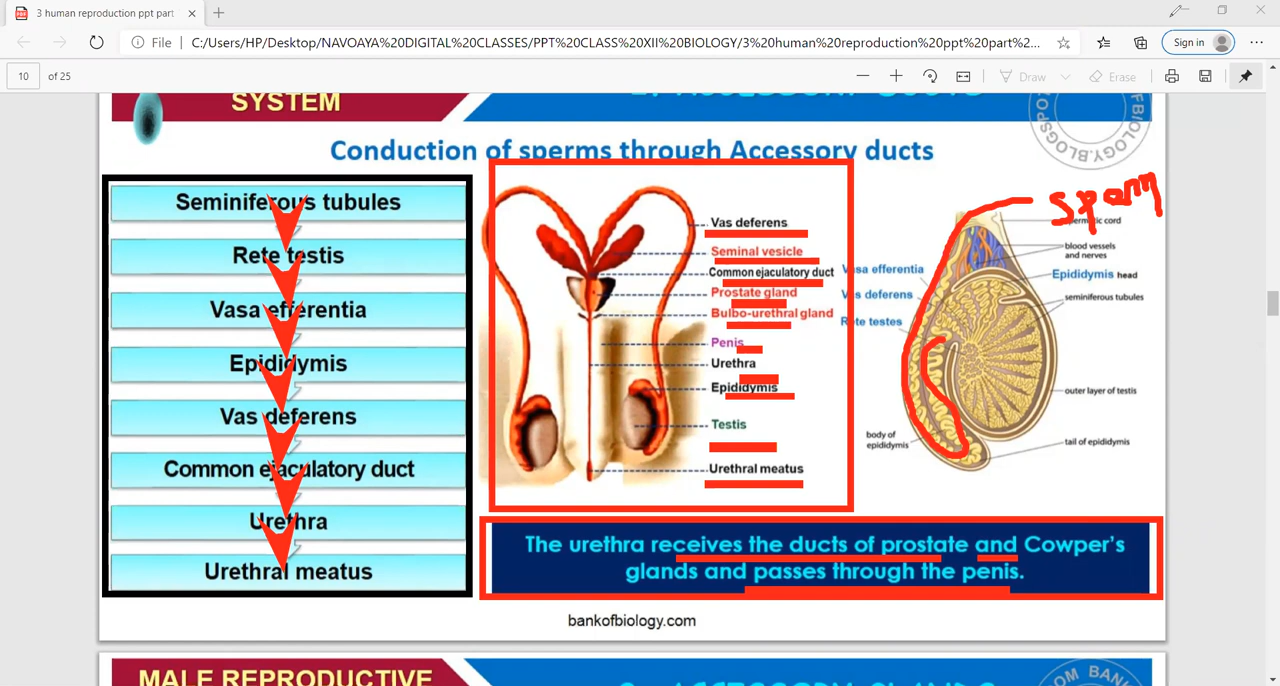 3 human reproduction ppt part
File
C:/Users/HP/Desktop/NAVOAYA%20DIGITAL%20CLASSES/PPT%20CLASS%20XII%20BIOLOGY/3%20human%20reproduction%20ppt%20part%2...
Sign in
10 of 25
Draw
Erase
SYSTEM
Conduction of sperms through Accessory ducts
Seminiferous tubules
Rete testis
Vasa efferentia
Epididymis
Vas deferens
Common ejaculatory duct
Urethra
Urethral meatus
Vas deferens
Seminal vesicle
Common ejaculatory duct
Prostate gland
Bulbo-urethral gland
Penis
Urethra
Epididymis
Testis
Urethral meatus
Sperm
cord
blood vessels
and nerves
Vasa efferentia
Epididymis head
Vas deferens
seminiferous tubules
Rete testes
outer layer of testis
body of
epididymis
tail of epididymis
The urethra receives the ducts of prostate and Cowper's
glands and passes through the penis.
bankofbiology.com
MALE REPRODUCTIVE